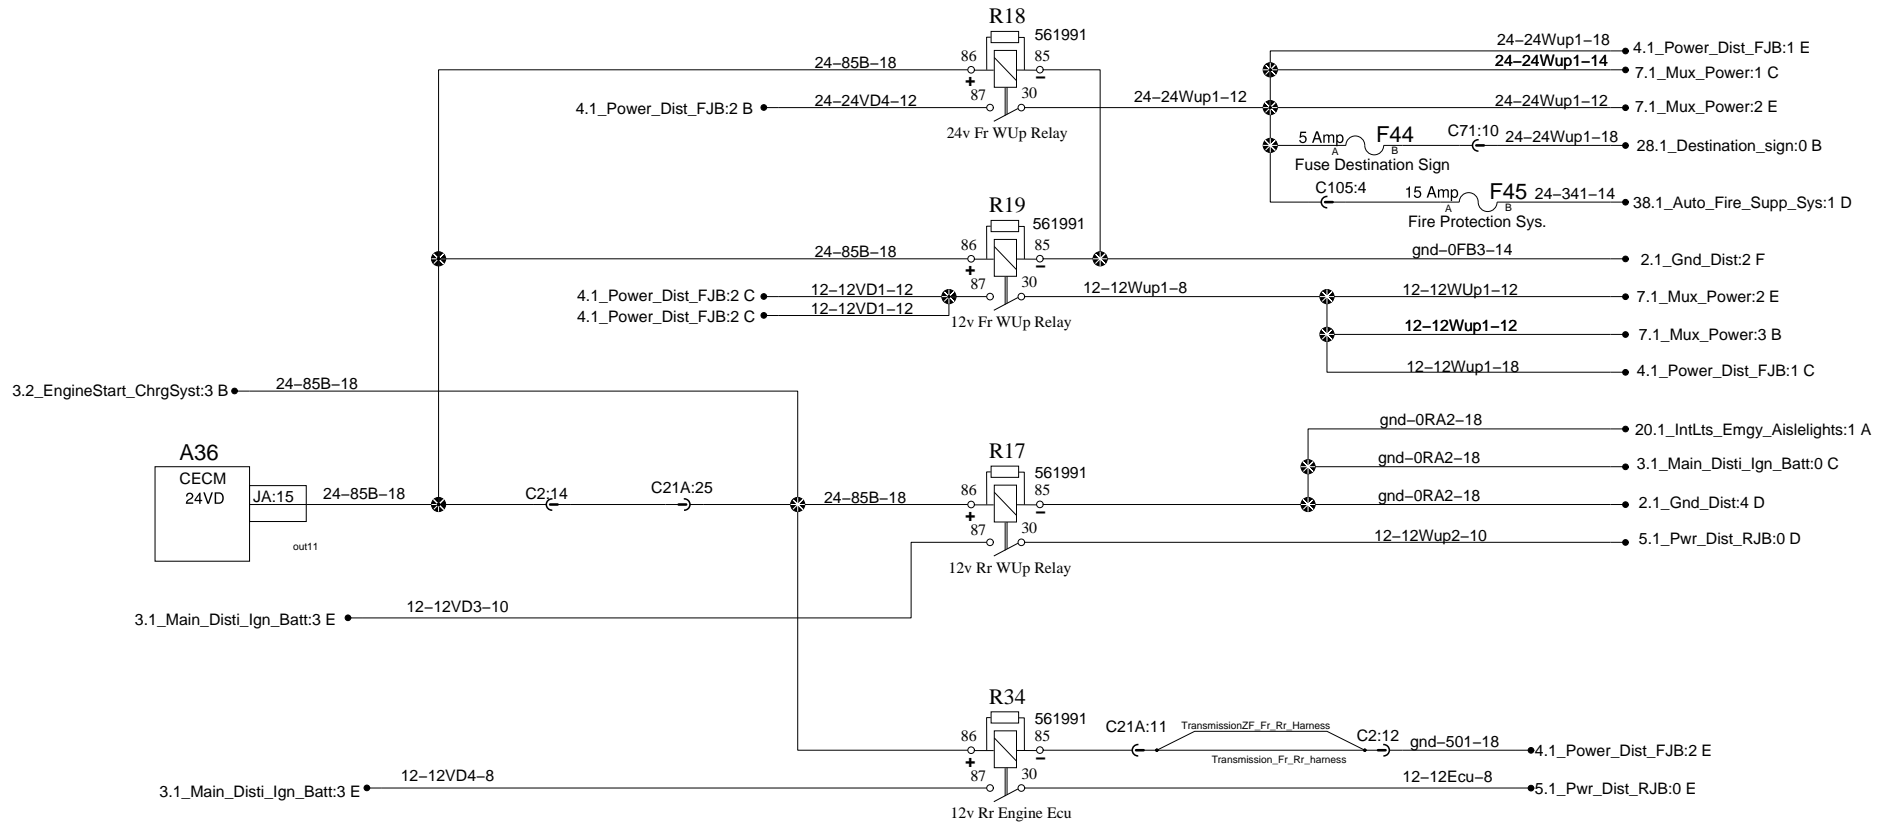 R18
561991
86
85
+
−
24−85B−18
87
30
4.1_Power_Dist_FJB:2 B
24−24VD4−12
24−24Wup1−12
24v Fr WUp Relay
24−24Wup1−18
4.1_Power_Dist_FJB:1 E
24−24Wup1−14
7.1_Mux_Power:1 C
24−24Wup1−12
7.1_Mux_Power:2 E
5 Amp
A
F44
B
C71:10
24−24Wup1−18
28.1_Destination_sign:0 B
Fuse Destination Sign
C105:4
15 Amp
A
F45
B
24−341−14
38.1_Auto_Fire_Supp_Sys:1 D
Fire Protection Sys.
R19
561991
86
85
+
−
24−85B−18
gnd−0FB3−14
2.1_Gnd_Dist:2 F
87
30
4.1_Power_Dist_FJB:2 C
12−12VD1−12
4.1_Power_Dist_FJB:2 C
12−12VD1−12
12v Fr WUp Relay
12−12Wup1−8
12−12WUp1−12
7.1_Mux_Power:2 E
12−12Wup1−12
7.1_Mux_Power:3 B
12−12Wup1−18
4.1_Power_Dist_FJB:1 C
3.2_EngineStart_ChrgSyst:3 B
24−85B−18
A36
CECM
24VD
JA:15
out11
24−85B−18
C2:14
C21A:25
24−85B−18
R17
561991
86
85
+
−
87
30
12v Rr WUp Relay
gnd−0RA2−18
20.1_IntLts_Emgy_Aislelights:1 A
gnd−0RA2−18
3.1_Main_Disti_Ign_Batt:0 C
gnd−0RA2−18
2.1_Gnd_Dist:4 D
12−12Wup2−10
5.1_Pwr_Dist_RJB:0 D
3.1_Main_Disti_Ign_Batt:3 E
12−12VD3−10
R34
561991
86
85
+
−
87
30
12v Rr Engine Ecu
C21A:11
TransmissionZF_Fr_Rr_Harness
Transmission_Fr_Rr_harness
C2:12
gnd−501−18
4.1_Power_Dist_FJB:2 E
3.1_Main_Disti_Ign_Batt:3 E
12−12VD4−8
12−12Ecu−8
5.1_Pwr_Dist_RJB:0 E